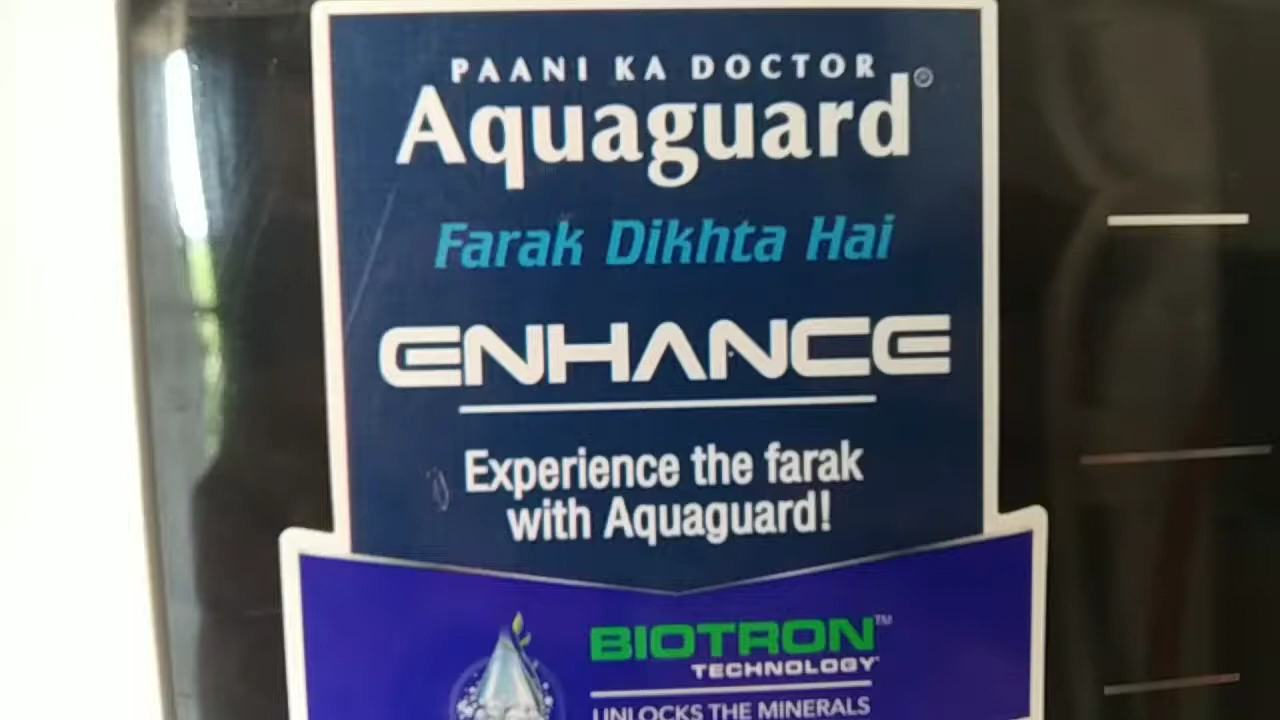 PAANI KA DOCTOR
Aquaguard®
Farak Dikhta Hai
ENHANCE
Experience the farak
with Aquaguard!
BIOTRON™
TECHNOLOGY
UNLOCKS THE MINERALS